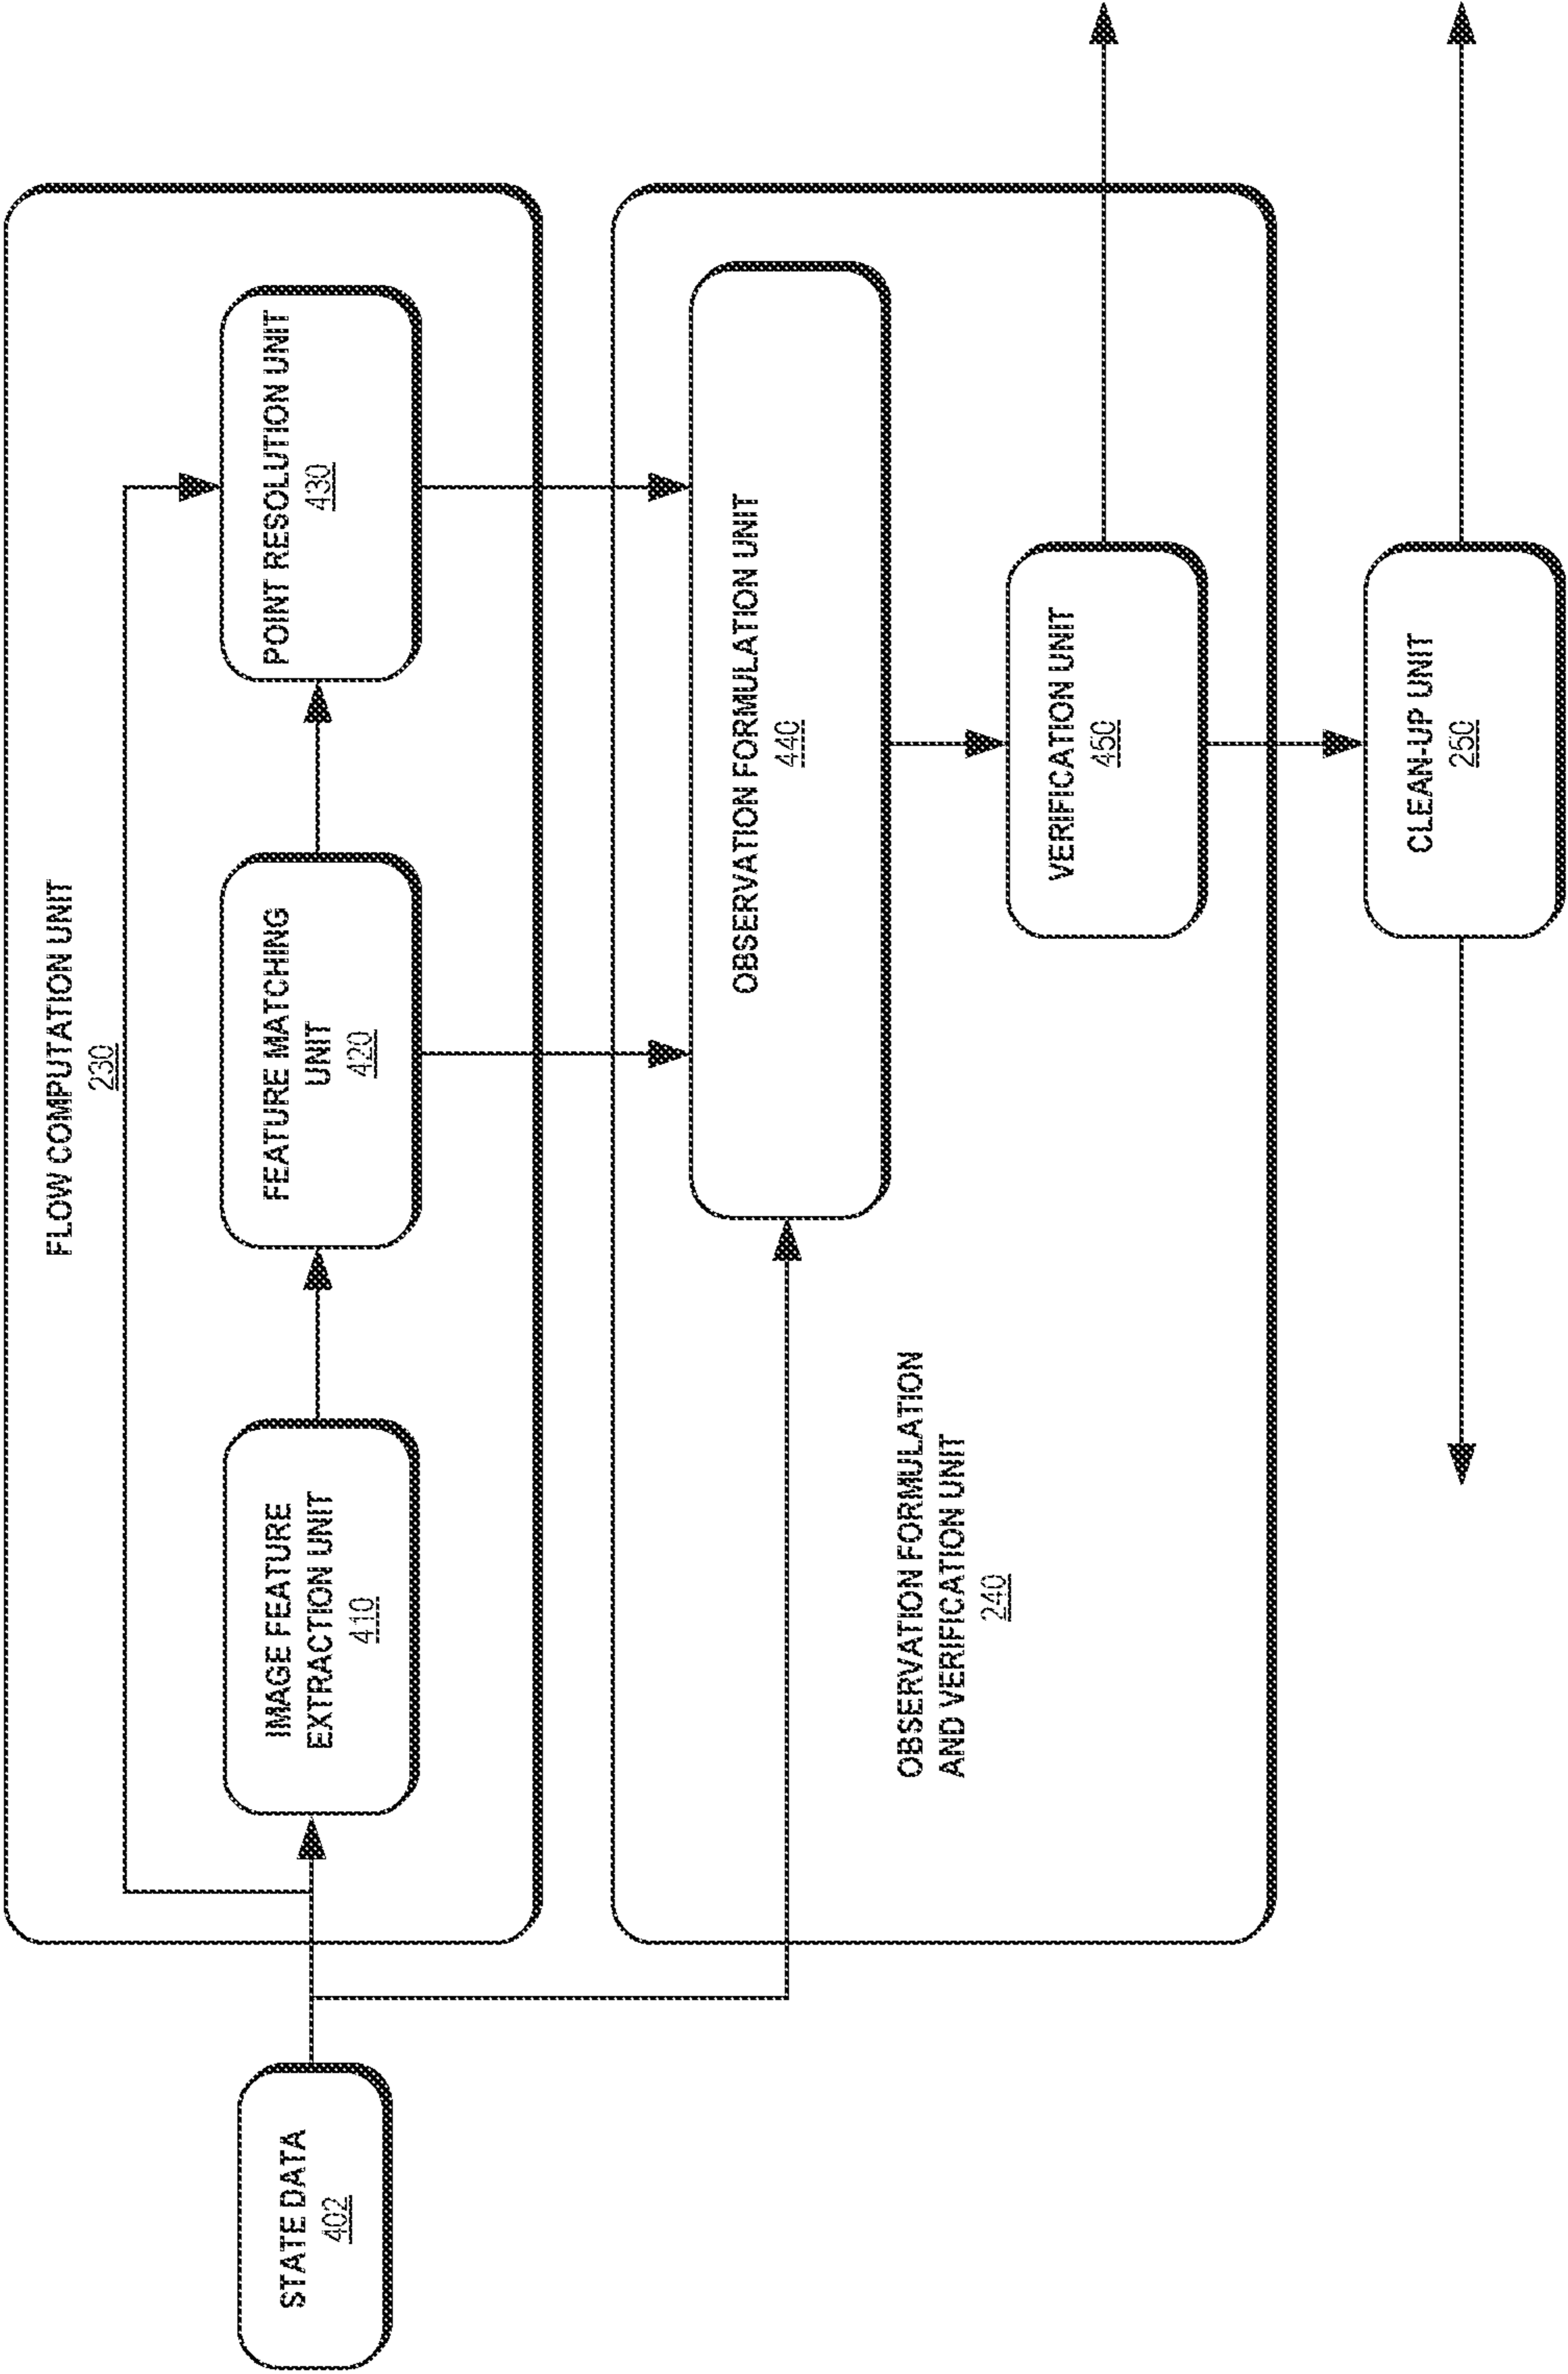 FLOW COMPUTATION UNIT
230
STATE DATA
402
IMAGE FEATURE
EXTRACTION UNIT
410
FEATURE MATCHING
UNIT
420
POINT RESOLUTION UNIT
430
OBSERVATION FORMULATION UNIT
440
OBSERVATION FORMULATION
AND VERIFICATION UNIT
240
VERIFICATION UNIT
450
CLEAN-UP UNIT
250